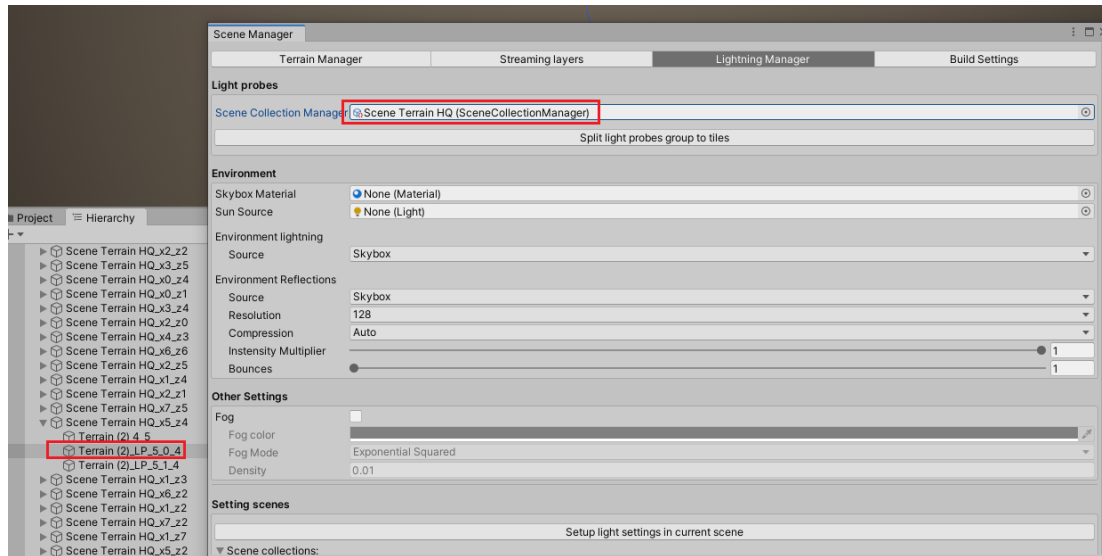 Scene Manager
Terrain Manager Streaming layers Lightning Manager Build Settings
Light probes
Scene Collection Manager Scene Terrain HQ (SceneCollectionManager)
Split light probes group to tiles
Environment
Skybox Material None (Material)
Sun Source None (Light)
Environment lightning
Source Skybox
Environment Reflections
Source Skybox
Resolution 128
Compression Auto
Instensity Multiplier 1
Bounces 1
Other Settings
Fog
Fog color
Fog Mode Exponential Squared
Density 0.01
Setting scenes
Setup light settings in current scene
Scene collections:
Project Hierarchy
Scene Terrain HQ_x2_z2
Scene Terrain HQ_x3_z5
Scene Terrain HQ_x0_z4
Scene Terrain HQ_x0_z1
Scene Terrain HQ_x3_z4
Scene Terrain HQ_x2_z0
Scene Terrain HQ_x4_z3
Scene Terrain HQ_x6_z6
Scene Terrain HQ_x2_z5
Scene Terrain HQ_x1_z4
Scene Terrain HQ_x2_z1
Scene Terrain HQ_x7_z5
Scene Terrain HQ_x5_z4
Terrain (2) 4_5
Terrain (2)_LP_5_0_4
Terrain (2)_LP_5_1_4
Scene Terrain HQ_x1_z3
Scene Terrain HQ_x6_z2
Scene Terrain HQ_x1_z2
Scene Terrain HQ_x7_z2
Scene Terrain HQ_x1_z7
Scene Terrain HQ_x5_z2